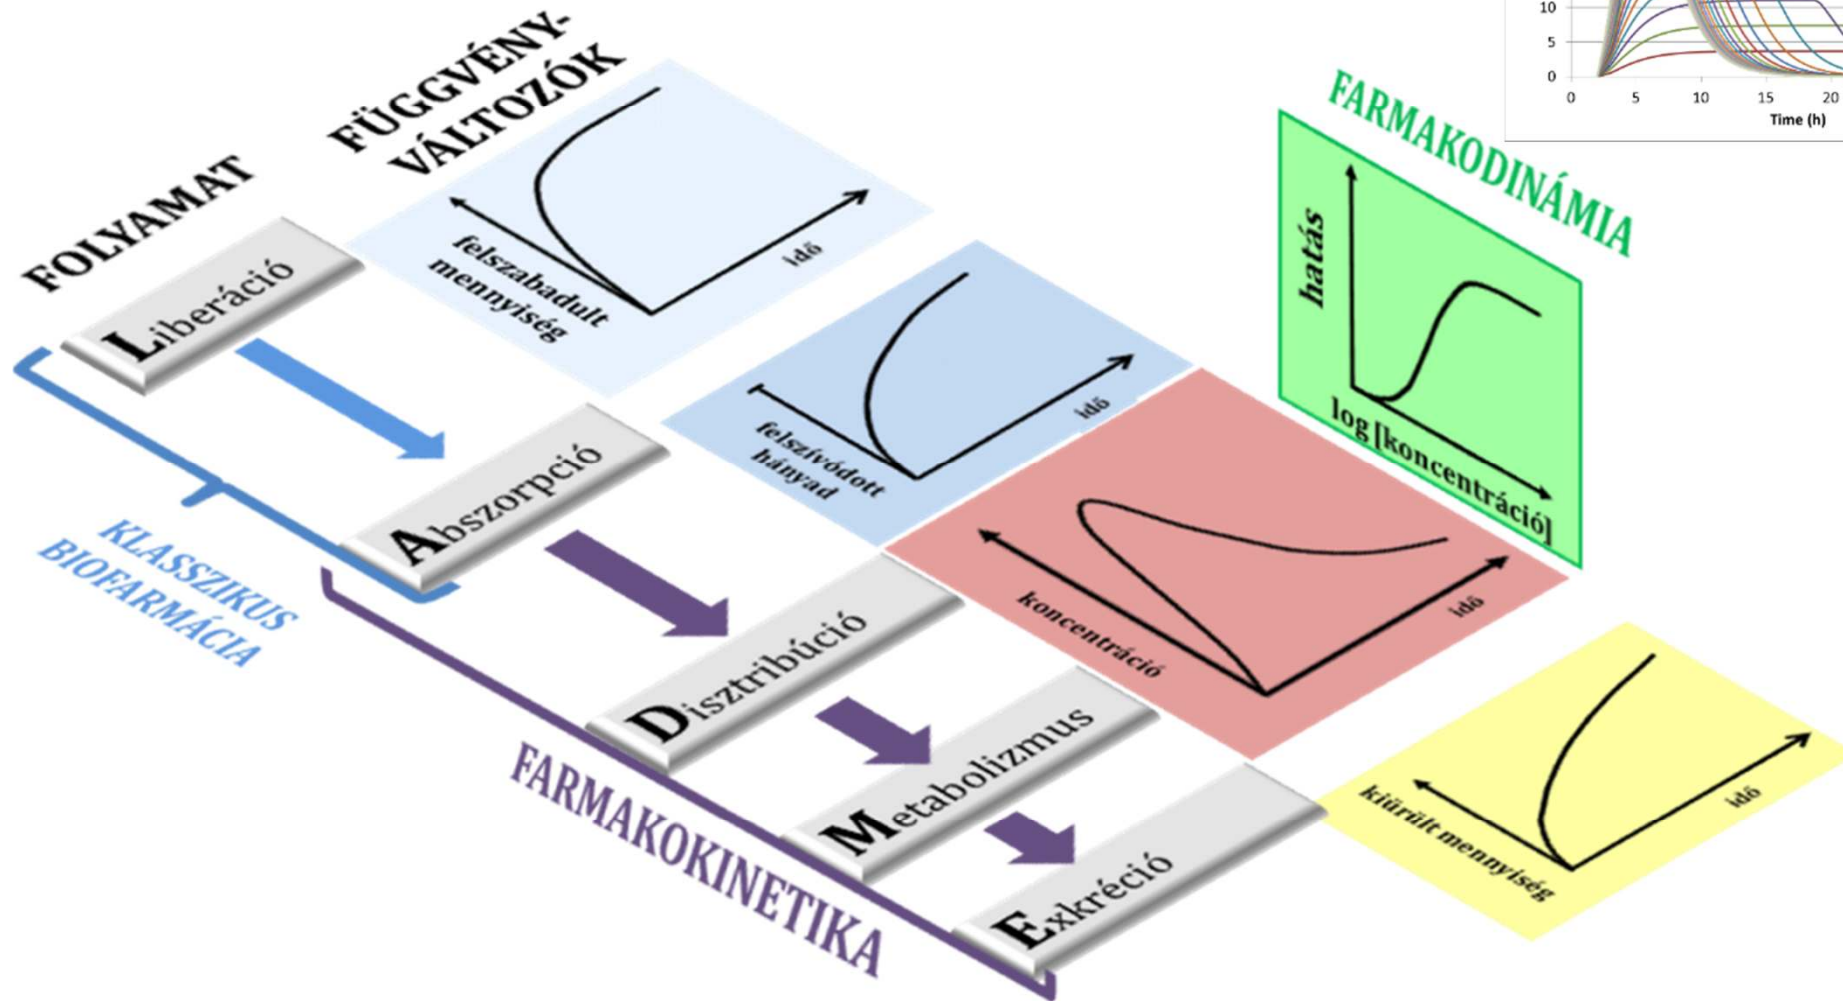 FOLYAMAT
FÜGGVÉNY-
VÁLTOZÓK
Liberáció
felszabadult
mennyiség
idő
Abszorpció
felszívódott
hányad
idő
KLASSZIKUS
BIOFARMÁCIA
Disztribúció
koncentráció
idő
Metabolizmus
Exkréció
kiürült mennyiség
idő
FARMAKOKINETIKA
FARMAKODINÁMIA
hatás
log [koncentráció]
10
5
0
0 5 10 15 20
Time (h)